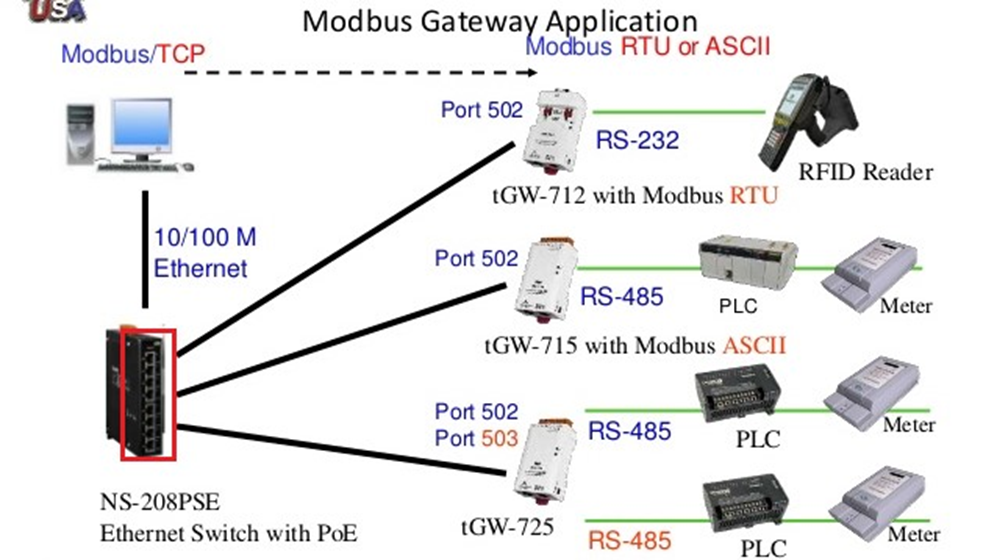 USA
Modbus Gateway Application
Modbus/TCP
Modbus RTU or ASCII
Port 502
RS-232
RFID Reader
tGW-712 with Modbus RTU
10/100 M
Ethernet
Port 502
RS-485
PLC
Meter
tGW-715 with Modbus ASCII
Port 502
Port 503
RS-485
PLC
Meter
NS-208PSE
Ethernet Switch with PoE
tGW-725
RS-485
PLC
Meter